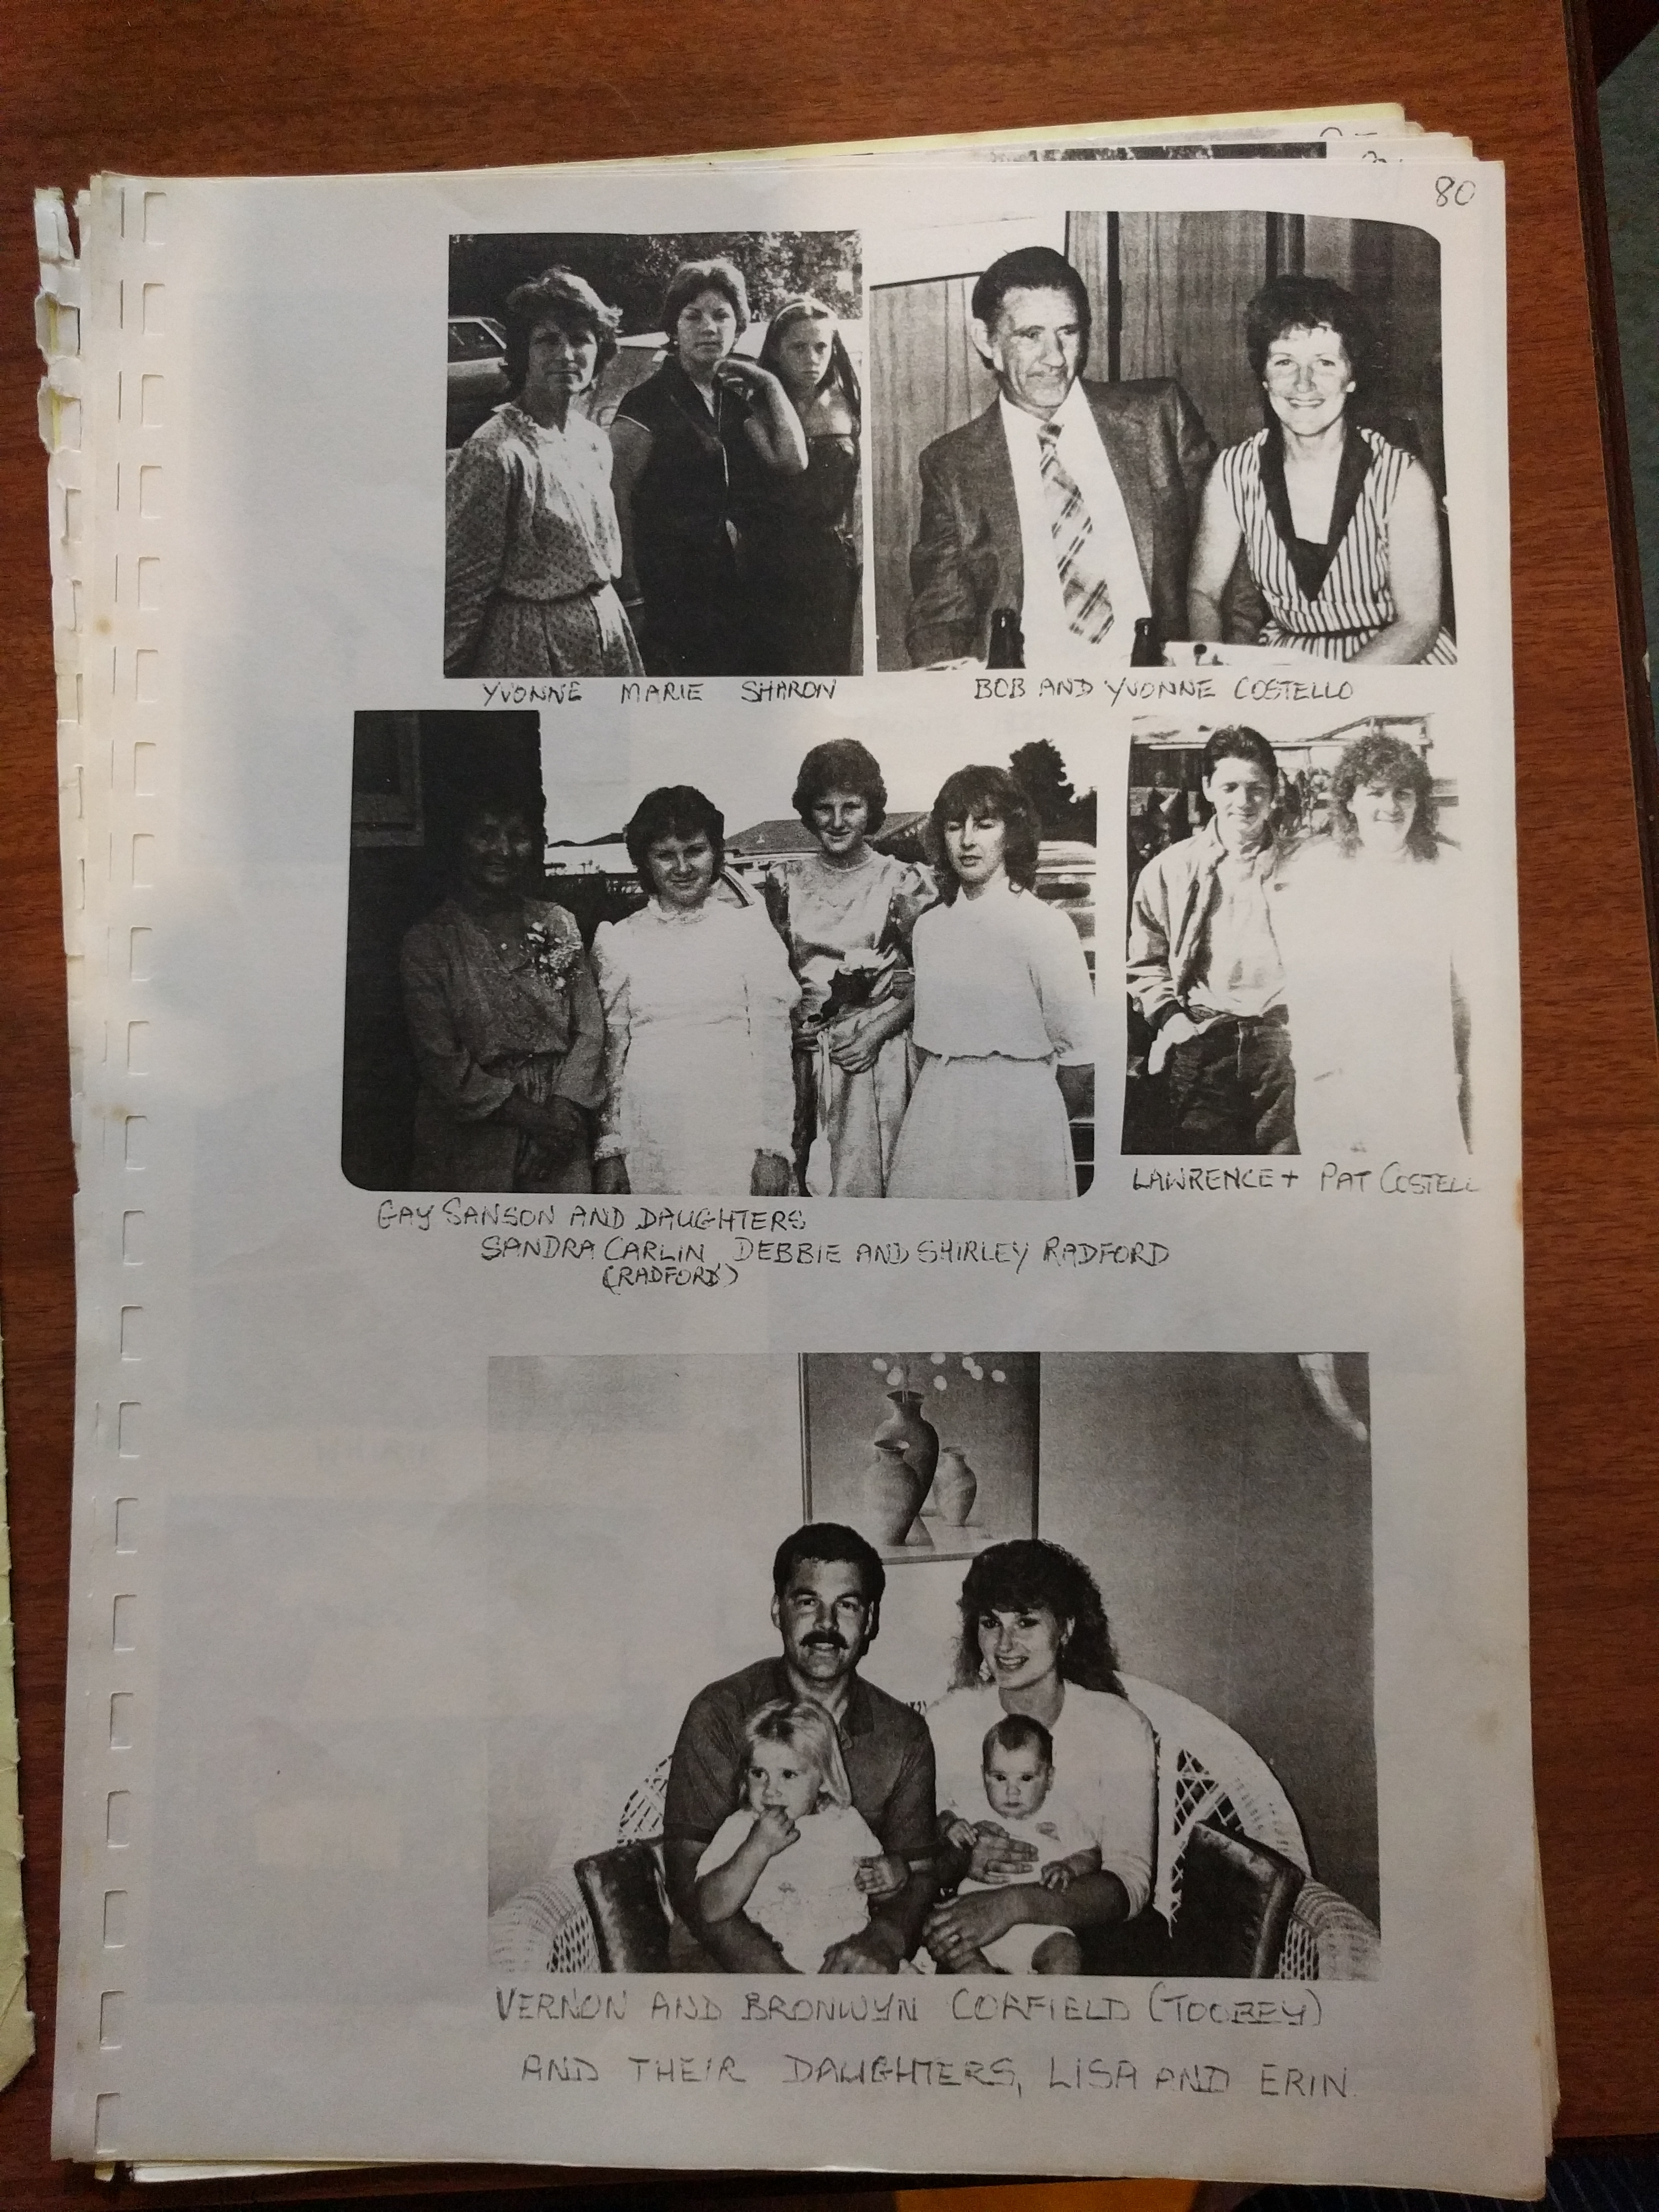 80
YVONNE MARIE SHARON
BOB AND YVONNE COSTELLO
LAWRENCE + PAT COSTELL
GAY SANSON AND DAUGHTERS
SANDRA CARLIN, DEBBIE AND SHIRLEY RADFORD
(RADFORD)
VERNON AND BRONWYN CORFIELD (TOOBEY)
AND THEIR DAUGHTERS, LISA AND ERIN.